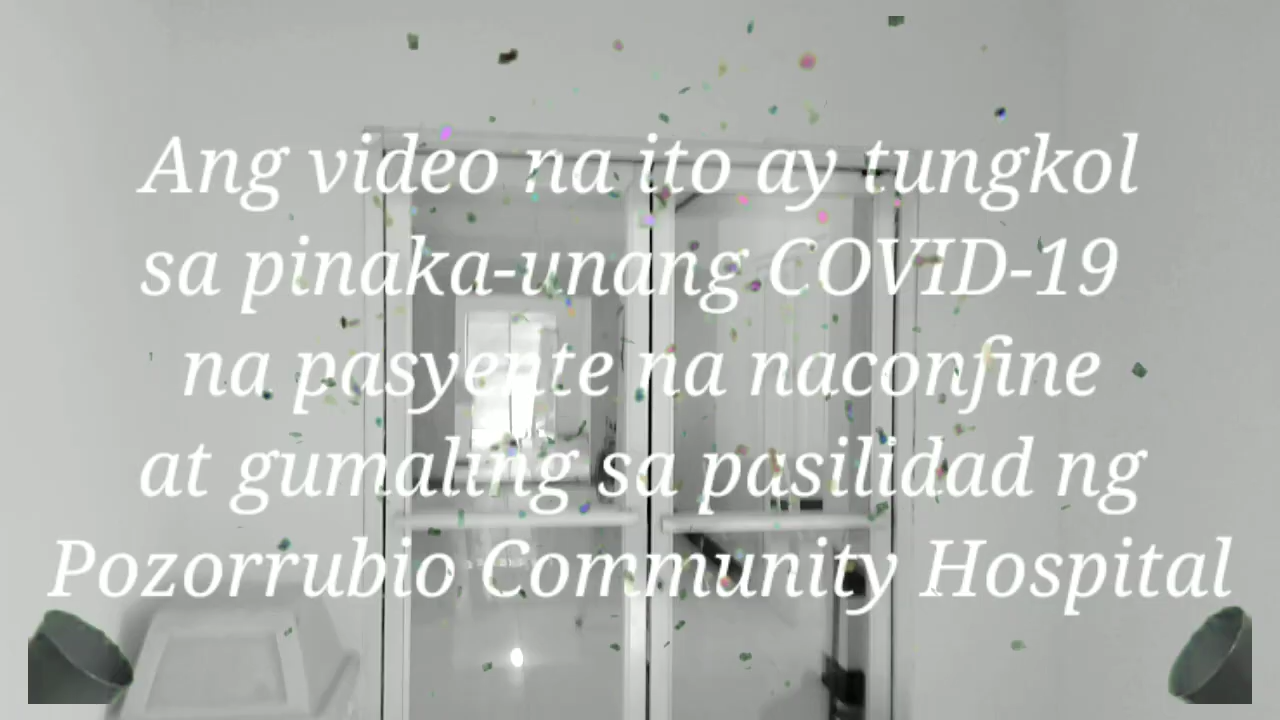 Ang video na ito ay tungkol
sa pinaka-unang COVID-19
na pasyente na naconfine
at gumaling sa pasilidad ng
Pozorrubio Community Hospital